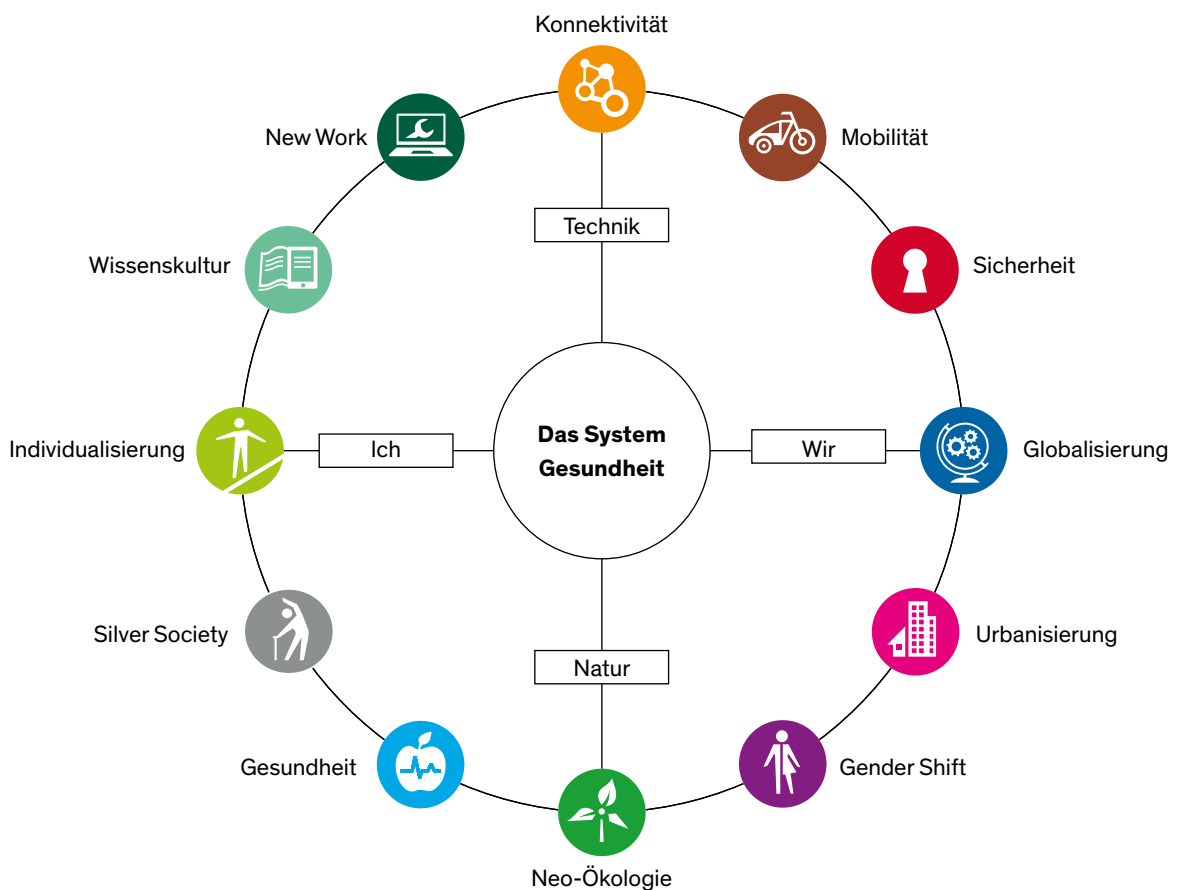 Konnektivität
New Work
Mobilität
Technik
Wissenskultur
Sicherheit
Das System
Gesundheit
Individualisierung
Ich
Wir
Globalisierung
Silver Society
Urbanisierung
Natur
Gesundheit
Gender Shift
Neo-Ökologie